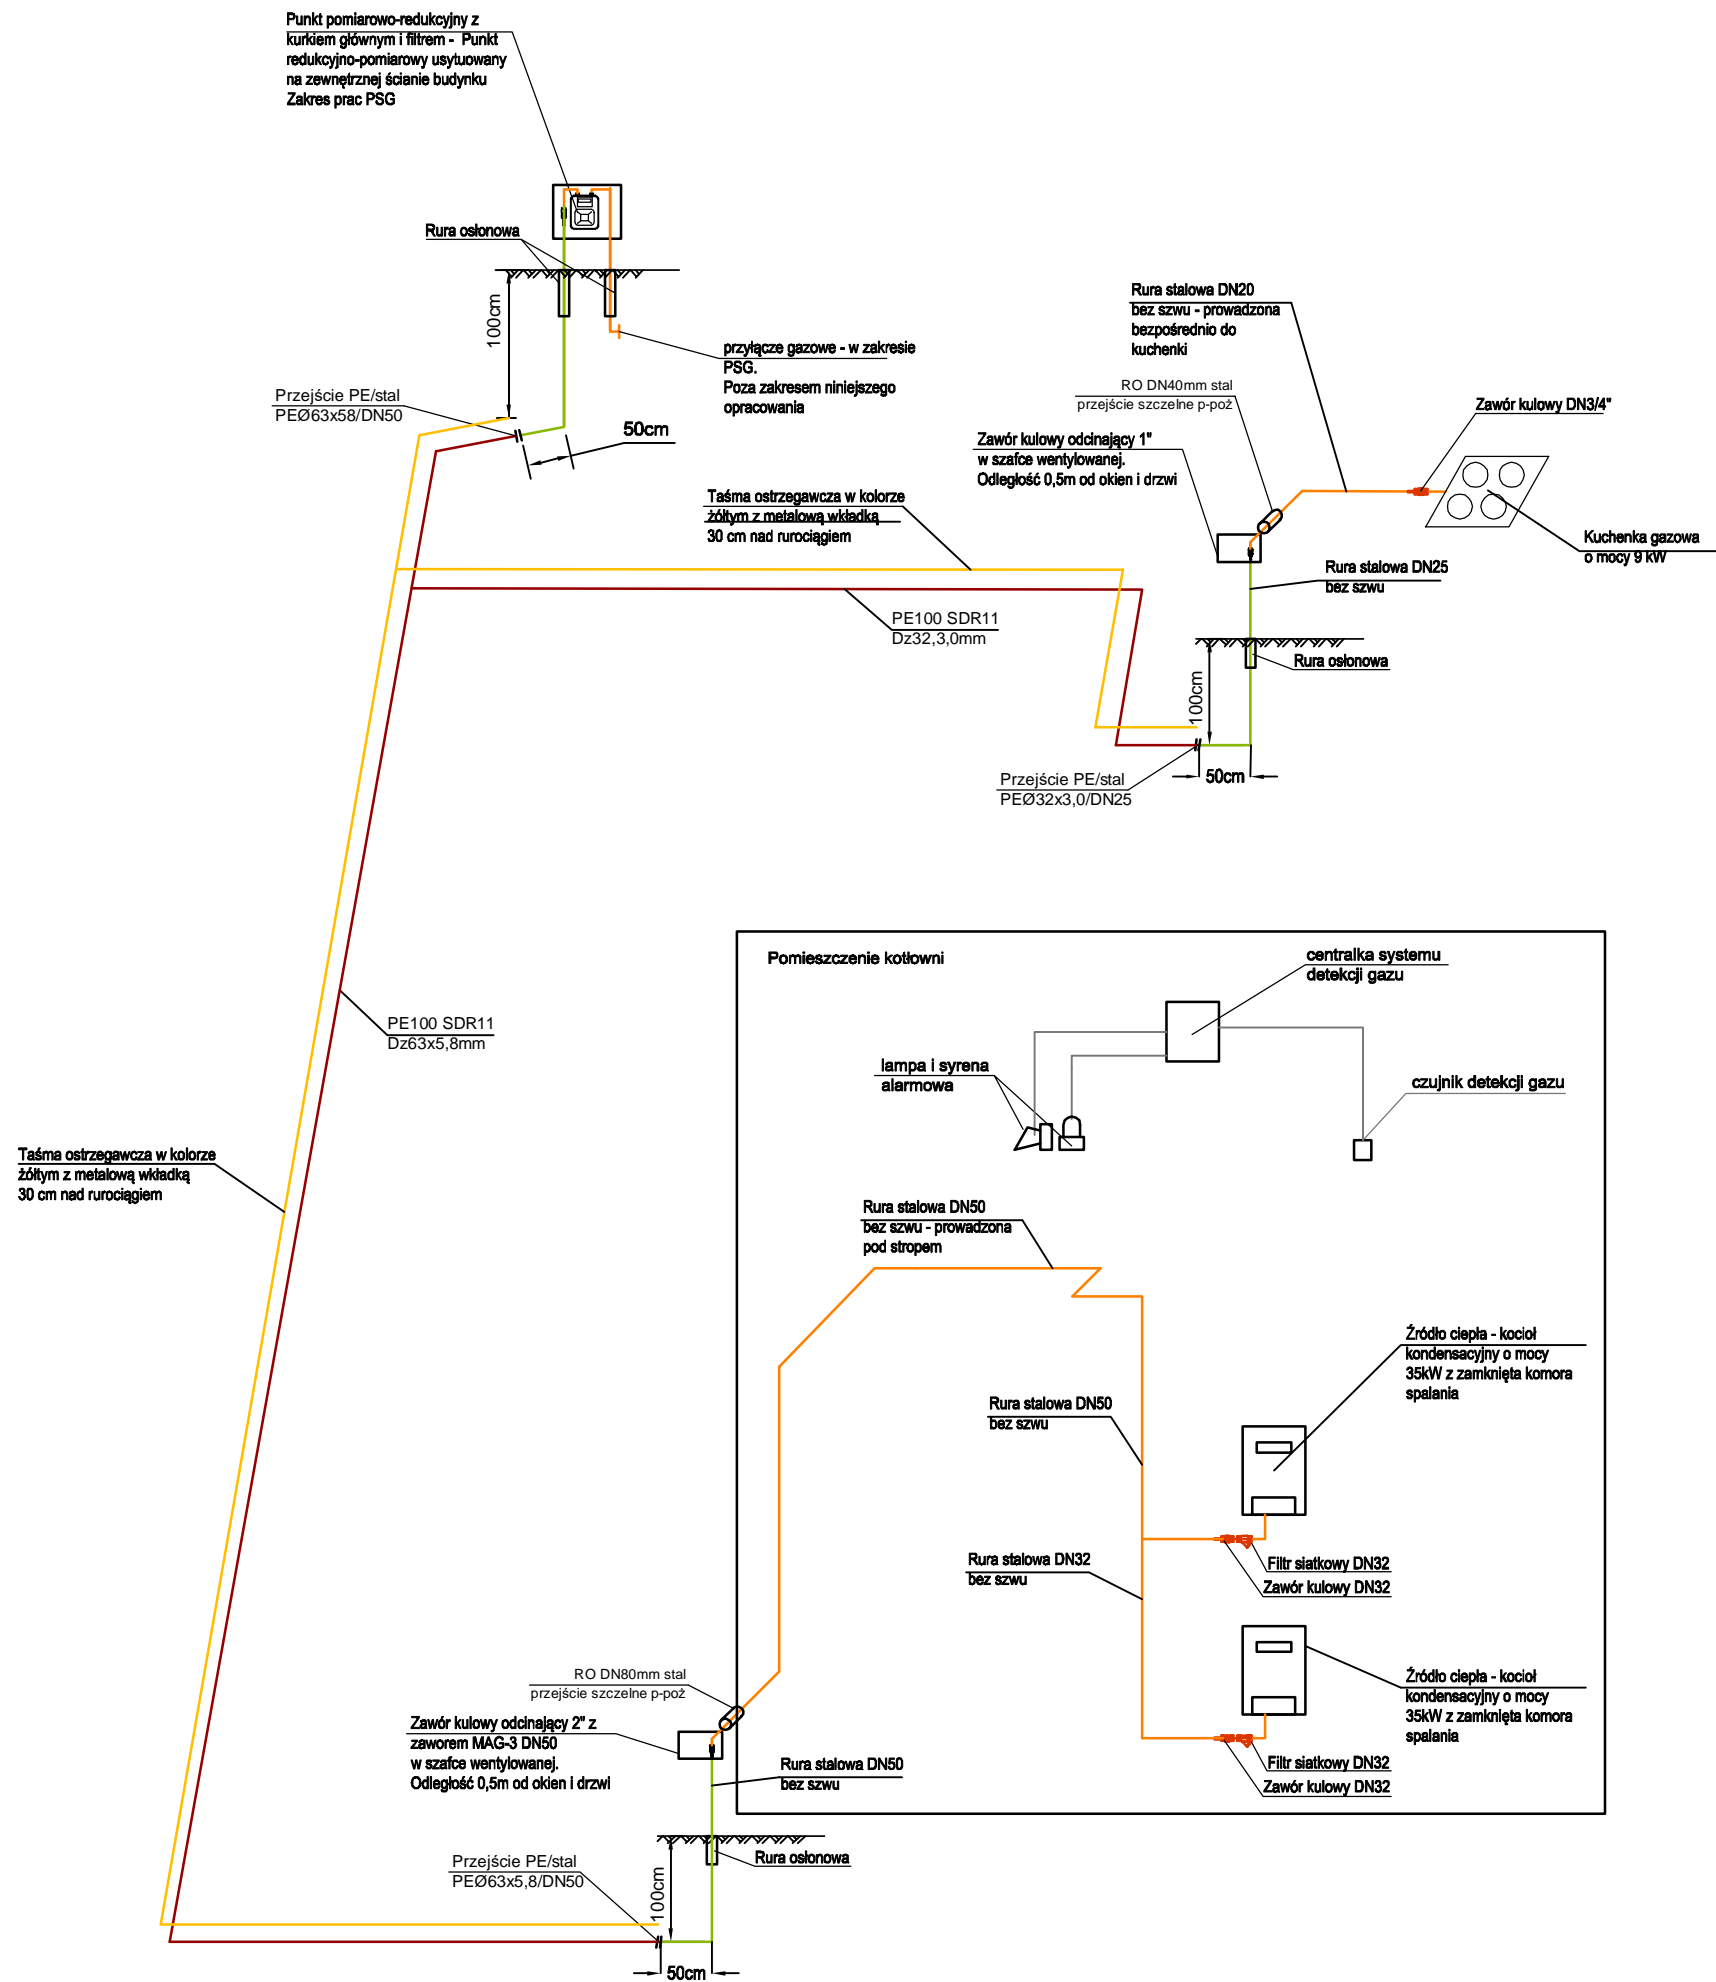 Punkt pomiarowo-redukcyjny z
kurkiem głównym i filtrem - Punkt
redukcyjno-pomiarowy usytuowany
na zewnętrznej ścianie budynku
Zakres prac PSG
Rura osłonowa
100cm
przyłącze gazowe - w zakresie
PSG.
Poza zakresem niniejszego
opracowania
Przejście PE/stal
PEØ63x58/DN50
50cm
Rura stalowa DN20
bez szwu - prowadzona
bezpośrednio do
kuchenki
RO DN40mm stal
przejście szczelne p-poż
Zawór kulowy DN3/4"
Zawór kulowy odcinający 1"
w szafce wentylowanej.
Odległość 0,5m od okien i drzwi
Taśma ostrzegawcza w kolorze
żółtym z metalową wkładką
30 cm nad rurociągiem
Kuchenka gazowa
o mocy 9 kW
Rura stalowa DN25
bez szwu
PE100 SDR11
Dz32,3,0mm
Rura osłonowa
100cm
50cm
Przejście PE/stal
PEØ32x3,0/DN25
Pomieszczenie kotłowni
centralka systemu
detekcji gazu
lampa i syrena
alarmowa
czujnik detekcji gazu
PE100 SDR11
Dz63x5,8mm
Taśma ostrzegawcza w kolorze
żółtym z metalową wkładką
30 cm nad rurociągiem
Rura stalowa DN50
bez szwu - prowadzona
pod stropem
Źródło ciepła - kocioł
kondensacyjny o mocy
35kW z zamknięta komora
spalania
Rura stalowa DN50
bez szwu
Rura stalowa DN32
bez szwu
Filtr siatkowy DN32
Zawór kulowy DN32
RO DN80mm stal
przejście szczelne p-poż
Źródło ciepła - kocioł
kondensacyjny o mocy
35kW z zamknięta komora
spalania
Zawór kulowy odcinający 2" z
zaworem MAG-3 DN50
w szafce wentylowanej.
Odległość 0,5m od okien i drzwi
Rura stalowa DN50
bez szwu
Filtr siatkowy DN32
Zawór kulowy DN32
Rura osłonowa
Przejście PE/stal
PEØ63x5,8/DN50
100cm
50cm